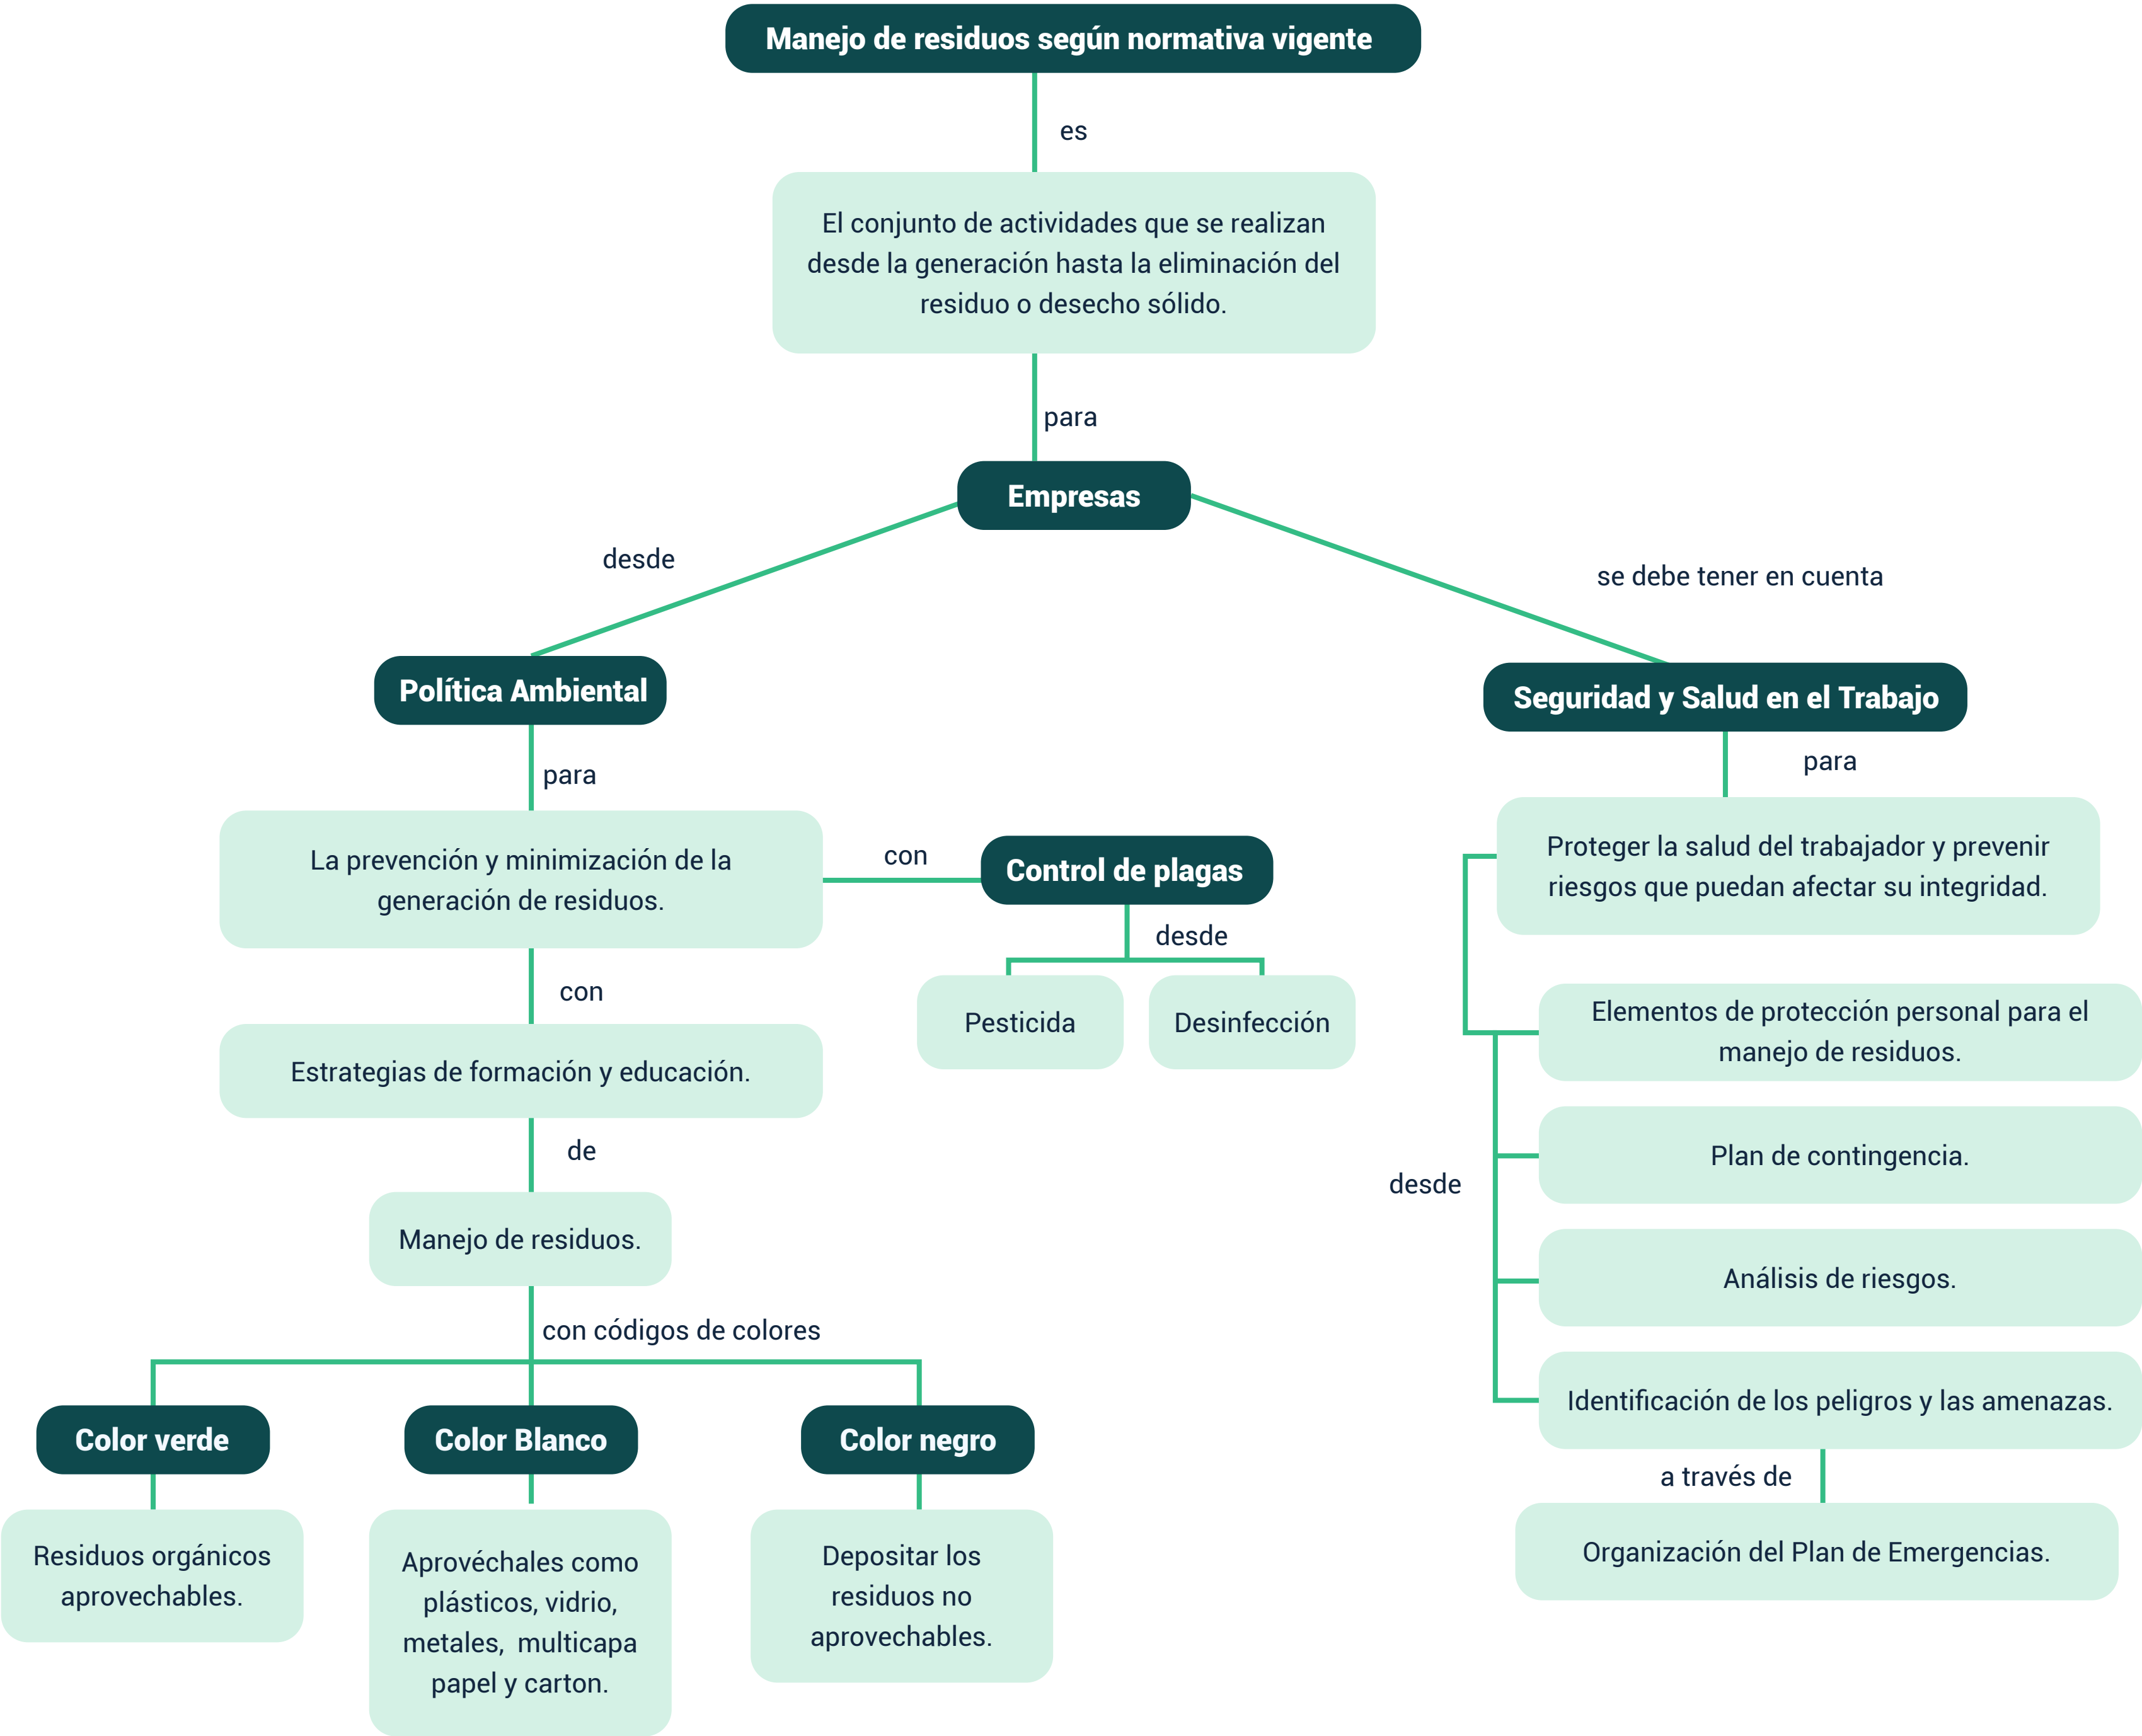 Manejo de residuos según normativa vigente
es
El conjunto de actividades que se realizan
desde la generación hasta la eliminación del
residuo o desecho sólido.
para
Empresas
desde
se debe tener en cuenta
Política Ambiental
para
La prevención y minimización de la
generación de residuos.
con
Control de plagas
desde
Pesticida
Desinfección
con
Estrategias de formación y educación.
de
Manejo de residuos.
con códigos de colores
Color verde
Residuos orgánicos
aprovechables.
Color Blanco
Aprovéchales como
plásticos, vidrio,
metales,  multicapa
papel y carton.
Color negro
Depositar los
residuos no
aprovechables.
Seguridad y Salud en el Trabajo
para
Proteger la salud del trabajador y prevenir
riesgos que puedan afectar su integridad.
desde
Elementos de protección personal para el
manejo de residuos.
Plan de contingencia.
Análisis de riesgos.
Identificación de los peligros y las amenazas.
a través de
Organización del Plan de Emergencias.